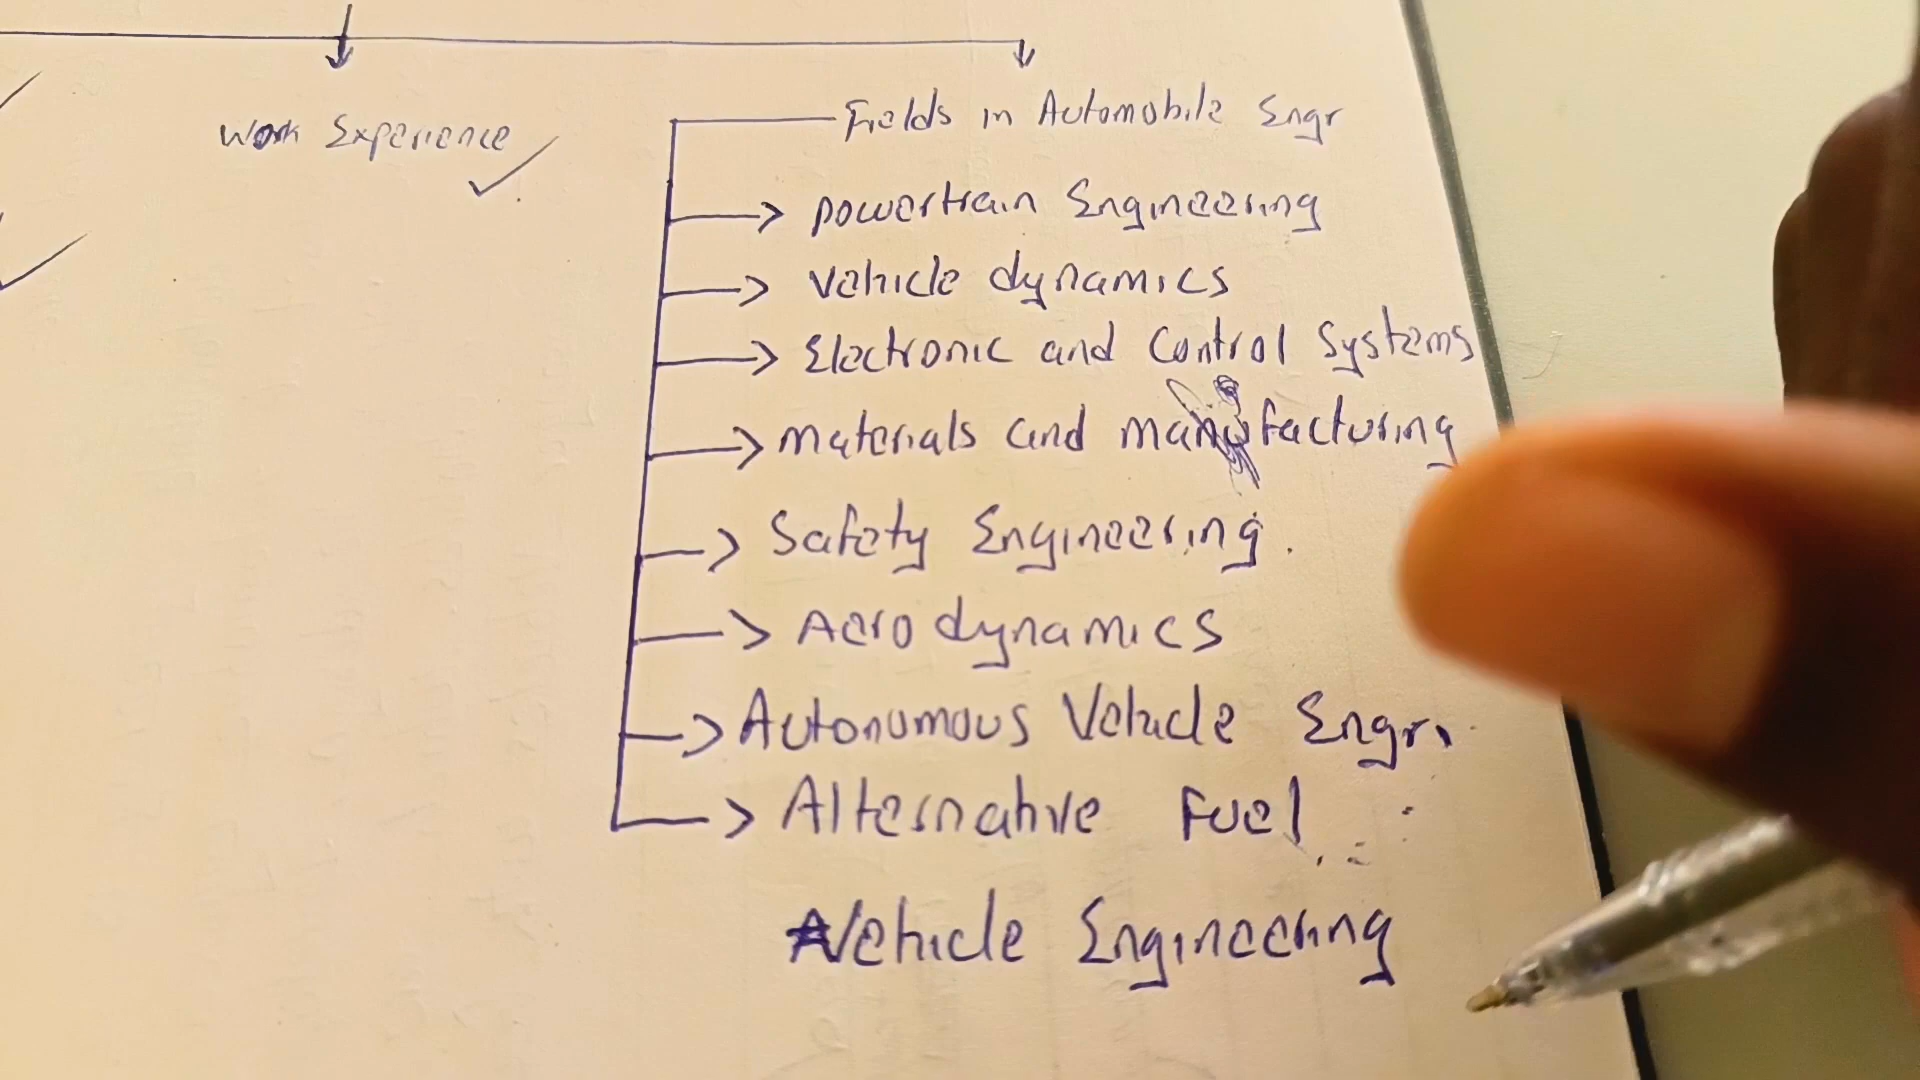 Work Experience
Fields in Automobile Engr
powertrain Engineering
Vehicle dynamics
Electronic and Control Systems
materials and manufacturing
Safety Engineering.
Aerodynamics
Autonomous Vehicle Engr.
Alternative Fuel
Vehicle Engineering